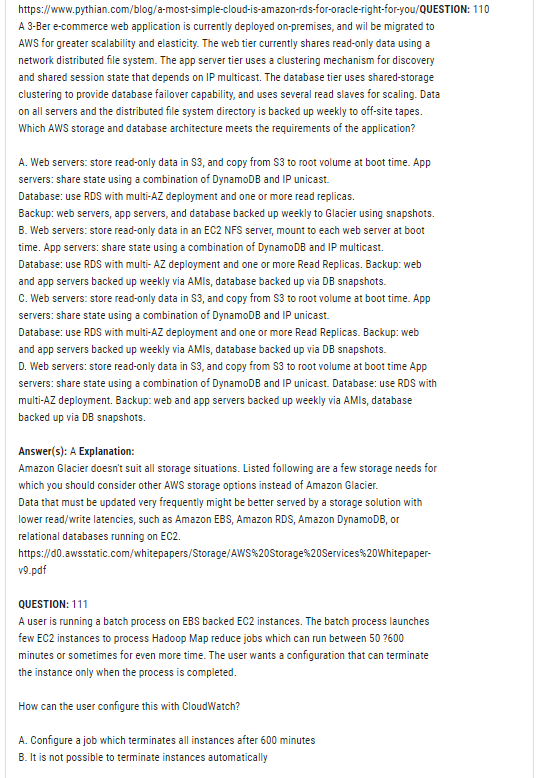 https://www.pythian.com/blog/a-most-simple-cloud-is-amazon-rds-for-oracle-right-for-you/QUESTION: 110
A 3-Ber e-commerce web application is currently deployed on-premises, and wil be migrated to
AWS for greater scalability and elasticity. The web tier currently shares read-only data using a
network distributed file system. The app server tier uses a clustering mechanism for discovery
and shared session state that depends on IP multicast. The database tier uses shared-storage
clustering to provide database failover capability, and uses several read slaves for scaling. Data
on all servers and the distributed file system directory is backed up weekly to off-site tapes.
Which AWS storage and database architecture meets the requirements of the application?
A. Web servers: store read-only data in S3, and copy from S3 to root volume at boot time. App
servers: share state using a combination of DynamoDB and IP unicast.
Database: use RDS with multi-AZ deployment and one or more read replicas.
Backup: web servers, app servers, and database backed up weekly to Glacier using snapshots.
B. Web servers: store read-only data in an EC2 NFS server, mount to each web server at boot
time. App servers: share state using a combination of DynamoDB and IP multicast.
Database: use RDS with multi- AZ deployment and one or more Read Replicas. Backup: web
and app servers backed up weekly via AMIs, database backed up via DB snapshots.
C. Web servers: store read-only data in S3, and copy from S3 to root volume at boot time. App
servers: share state using a combination of DynamoDB and IP unicast.
Database: use RDS with multi-AZ deployment and one or more Read Replicas. Backup: web
and app servers backed up weekly via AMIs, database backed up via DB snapshots.
D. Web servers: store read-only data in S3, and copy from S3 to root volume at boot time App
servers: share state using a combination of DynamoDB and IP unicast. Database: use RDS with
multi-AZ deployment. Backup: web and app servers backed up weekly via AMIs, database
backed up via DB snapshots.
Answer(s): A Explanation:
Amazon Glacier doesn't suit all storage situations. Listed following are a few storage needs for
which you should consider other AWS storage options instead of Amazon Glacier.
Data that must be updated very frequently might be better served by a storage solution with
lower read/write latencies, such as Amazon EBS, Amazon RDS, Amazon DynamoDB, or
relational databases running on EC2.
https://d0.awsstatic.com/whitepapers/Storage/AWS%20Storage%20Services%20Whitepaper-
v9.pdf
QUESTION: 111
A user is running a batch process on EBS backed EC2 instances. The batch process launches
few EC2 instances to process Hadoop Map reduce jobs which can run between 50 ?600
minutes or sometimes for even more time. The user wants a configuration that can terminate
the instance only when the process is completed.
How can the user configure this with CloudWatch?
A. Configure a job which terminates all instances after 600 minutes
B. It is not possible to terminate instances automatically